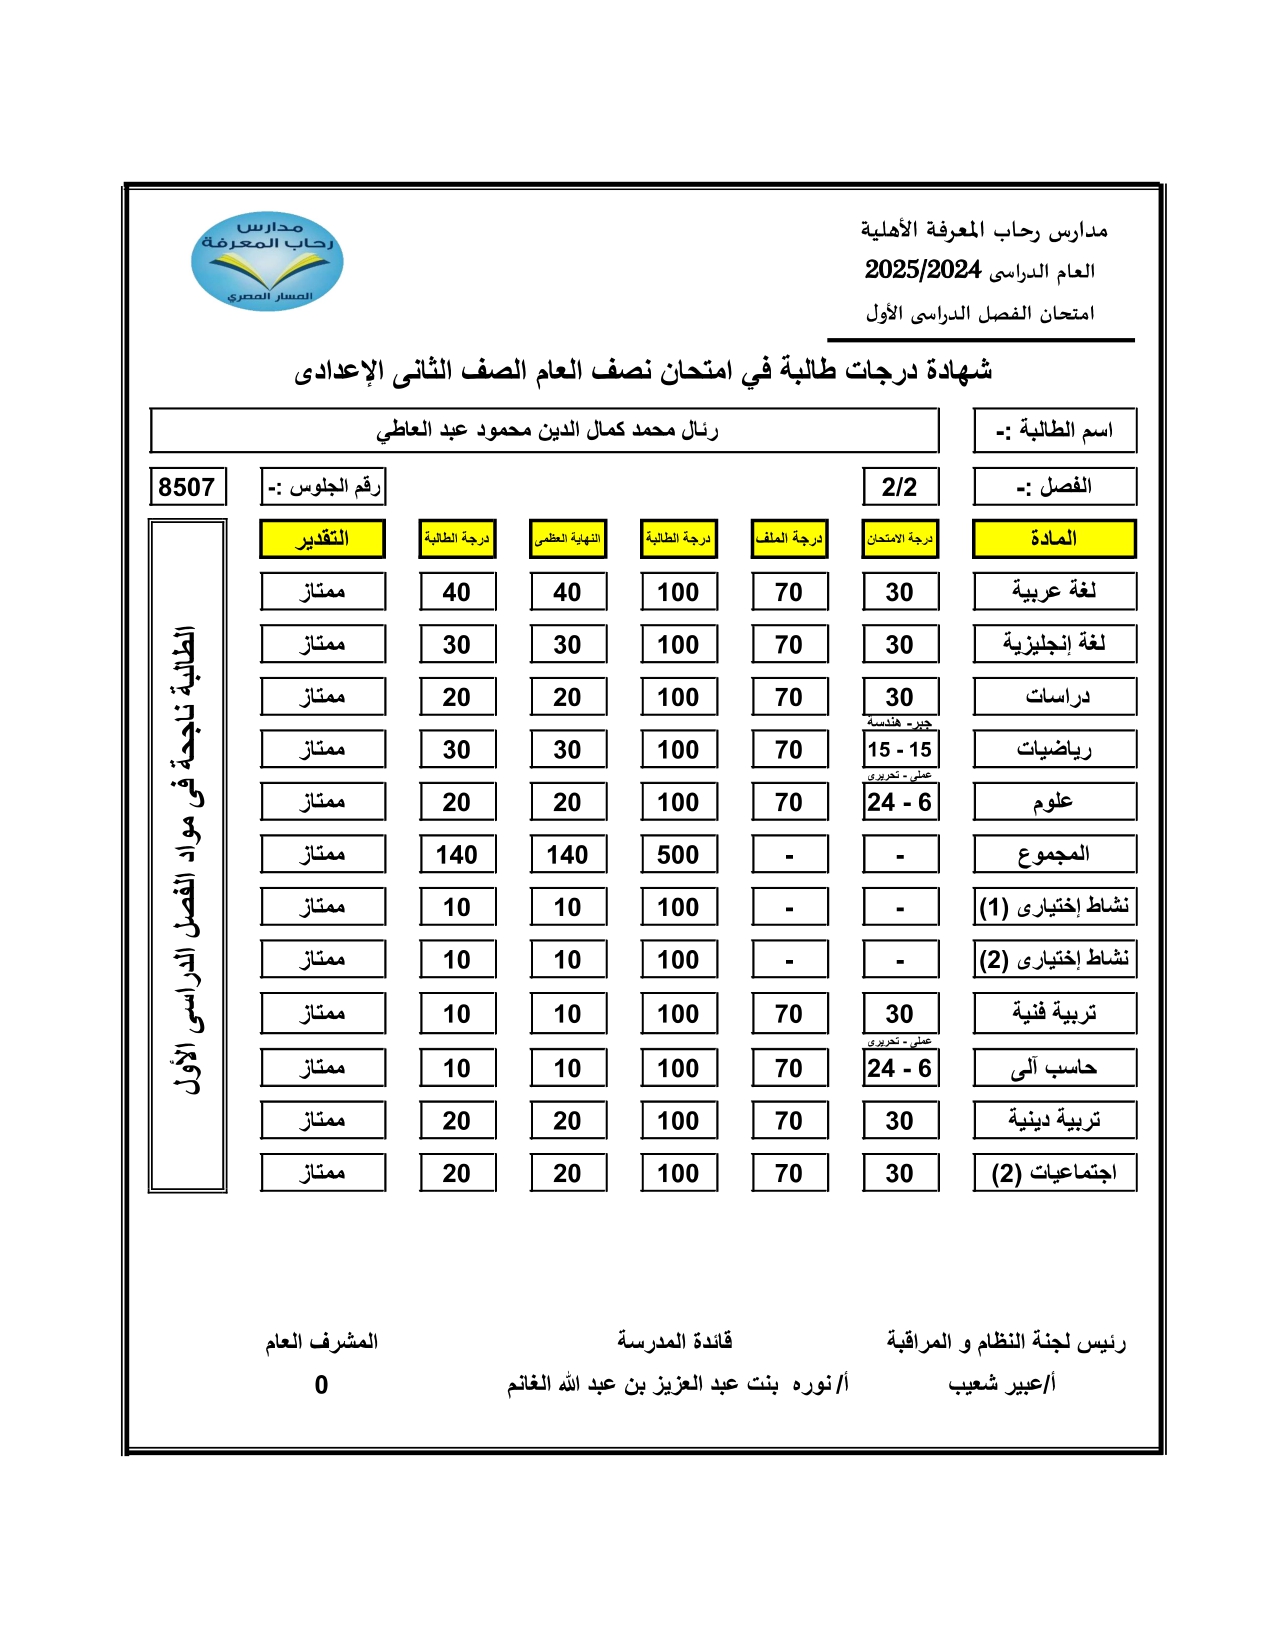 مدارس رحاب المعرفة الأهلية
العام الدراسى 2025/2024
امتحان الفصل الدراسى الأول
مدارس
رحاب المعرفة
المسار المصري
شهادة درجات طالبة في امتحان نصف العام الصف الثانى الإعدادى
اسم الطالبة :- رئال محمد كمال الدين محمود عبد العاطي
الفصل :- 2/2 رقم الجلوس :- 8507
المادة درجة الامتحان درجة الملف درجة الطالبة النهاية العظمى درجة الطالبة التقدير
لغة عربية 30 70 100 40 40 ممتاز
لغة إنجليزية 30 70 100 30 30 ممتاز
دراسات 30 70 100 20 20 ممتاز
جبر- هندسة
رياضيات 15 - 15 70 100 30 30 ممتاز
عملى - تحريرى
علوم 6 - 24 70 100 20 20 ممتاز
المجموع - - 500 140 140 ممتاز
نشاط إختيارى (1) - - 100 10 10 ممتاز
نشاط إختيارى (2) - - 100 10 10 ممتاز
تربية فنية 30 70 100 10 10 ممتاز
عملى - تحريرى
حاسب آلى 6 - 24 70 100 10 10 ممتاز
تربية دينية 30 70 100 20 20 ممتاز
اجتماعيات (2) 30 70 100 20 20 ممتاز
الطالبة ناجحة فى مواد الفصل الدراسى الأول
رئيس لجنة النظام و المراقبة قائدة المدرسة المشرف العام
أ/عبير شعيب أ/ نوره بنت عبد العزيز بن عبد الله الغانم 0